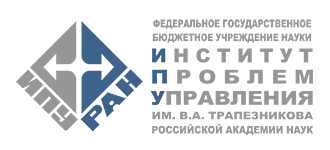 ИПУ РАН
ФЕДЕРАЛЬНОЕ ГОСУДАРСТВЕННОЕ
БЮДЖЕТНОЕ УЧРЕЖДЕНИЕ НАУКИ
ИНСТИТУТ
ПРОБЛЕМ
УПРАВЛЕНИЯ
ИМ. В.А. ТРАПЕЗНИКОВА
РОССИЙСКОЙ АКАДЕМИИ НАУК